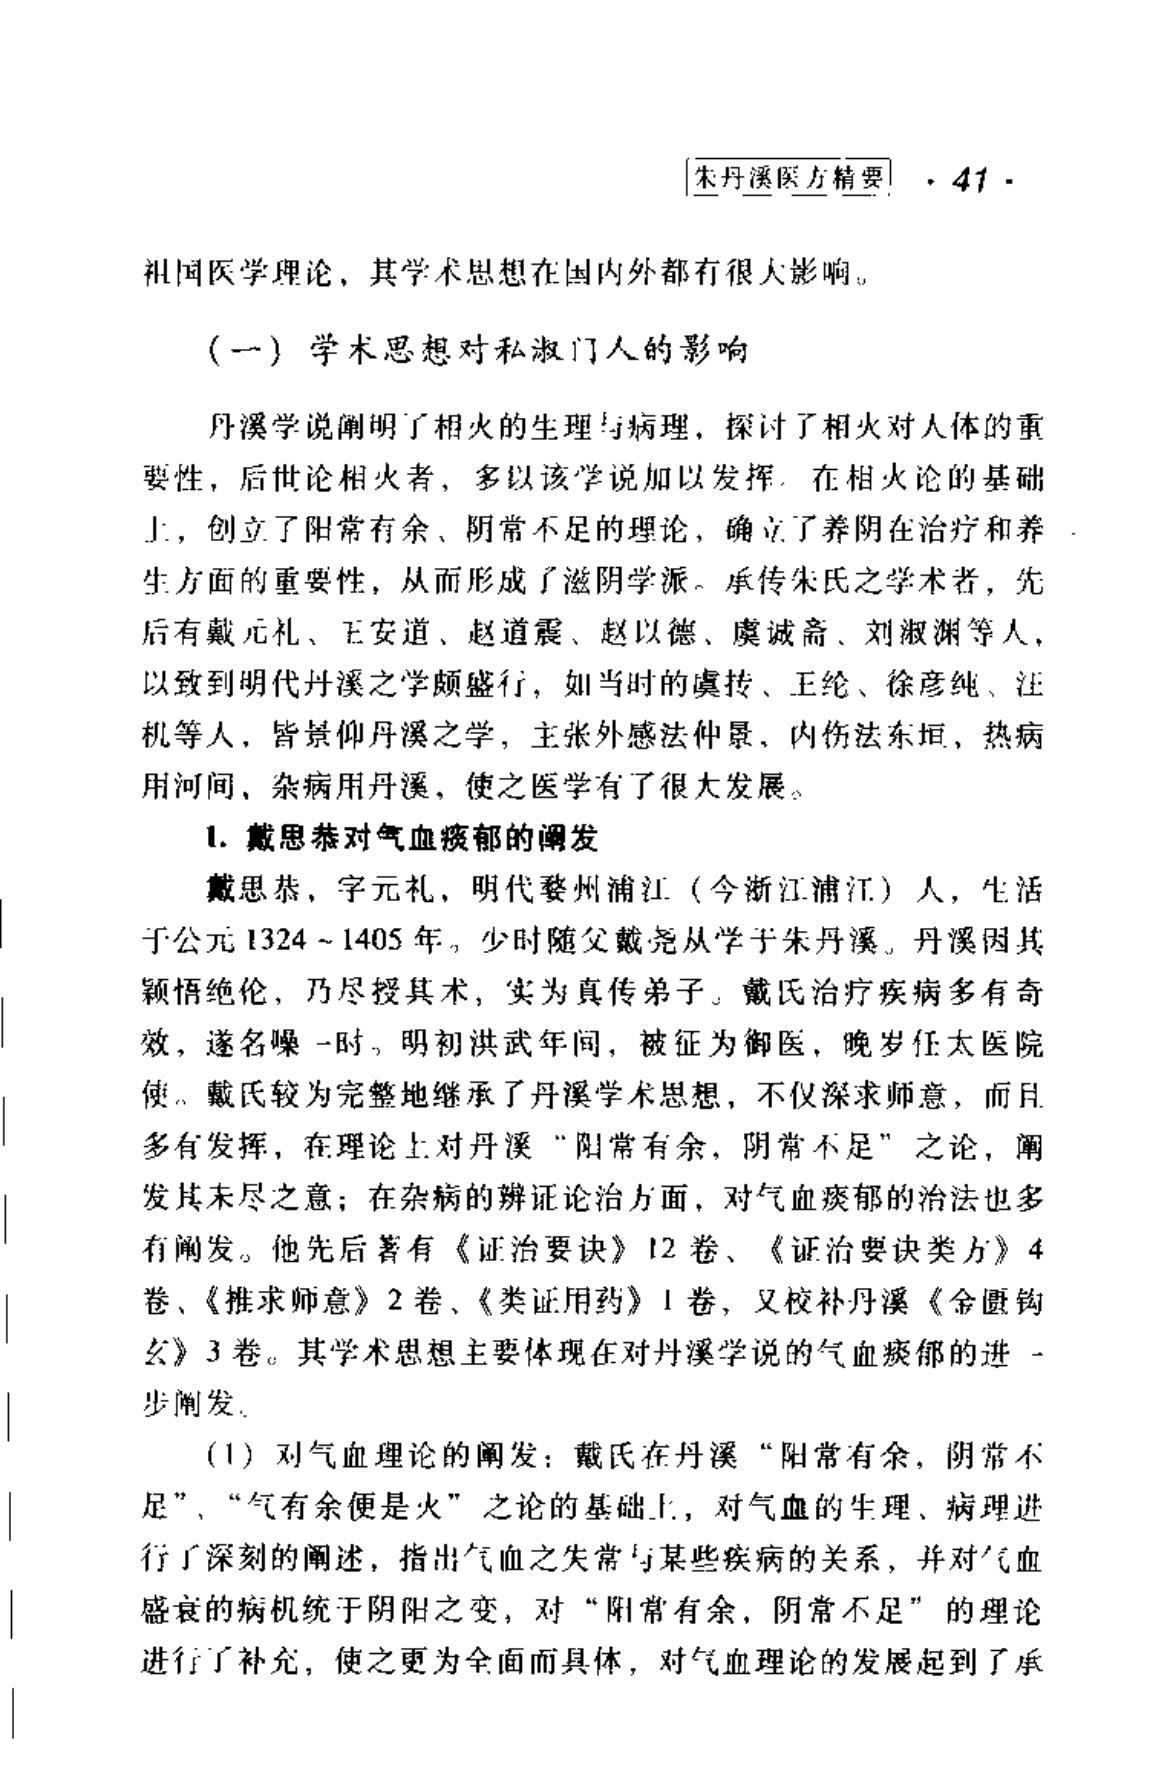 朱丹溪医方精要 · 41 ·
祖国医学理论，其学术思想在国内外都有很大影响。
(一) 学术思想对私淑门人的影响
丹溪学说阐明了相火的生理与病理，探讨了相火对人体的重
要性，后世论相火者，多以该学说加以发挥. 在相火论的基础
上，创立了阳常有余、阴常不足的理论，确立了养阴在治疗和养
生方面的重要性，从而形成了滋阴学派。承传朱氏之学术者，先
后有戴元礼、王安道、赵道震、赵以德、虞诚斋、刘淑渊等人，
以致到明代丹溪之学颇盛行，如当时的虞抟、王纶、徐彦纯、汪
机等人，皆景仰丹溪之学，主张外感法仲景，内伤法东垣，热病
用河间，杂病用丹溪，使之医学有了很大发展。
1. 戴思恭对气血痰郁的阐发
戴思恭，字元礼，明代婺州浦江（今浙江浦江）人，生活
于公元 1324 ~ 1405 年。少时随父戴尧从学于朱丹溪。丹溪因其
颖悟绝伦，乃尽授其术，实为真传弟子。戴氏治疗疾病多有奇
效，遂名噪一时。明初洪武年间，被征为御医，晚岁任太医院
使。戴氏较为完整地继承了丹溪学术思想，不仅深求师意，而且
多有发挥，在理论上对丹溪“阳常有余，阴常不足”之论，阐
发其未尽之意；在杂病的辨证论治方面，对气血痰郁的治法也多
有阐发。他先后著有《证治要诀》12 卷、《证治要诀类方》4
卷、《推求师意》2 卷、《类证用药》1 卷，又校补丹溪《金匮钩
玄》3 卷。其学术思想主要体现在对丹溪学说的气血痰郁的进一
步阐发.
(1) 对气血理论的阐发：戴氏在丹溪“阳常有余，阴常不
足”、“气有余便是火”之论的基础上，对气血的生理、病理进
行了深刻的阐述，指出气血之失常与某些疾病的关系，并对气血
盛衰的病机统于阴阳之变，对“阳常有余，阴常不足”的理论
进行了补充，使之更为全面而具体，对气血理论的发展起到了承